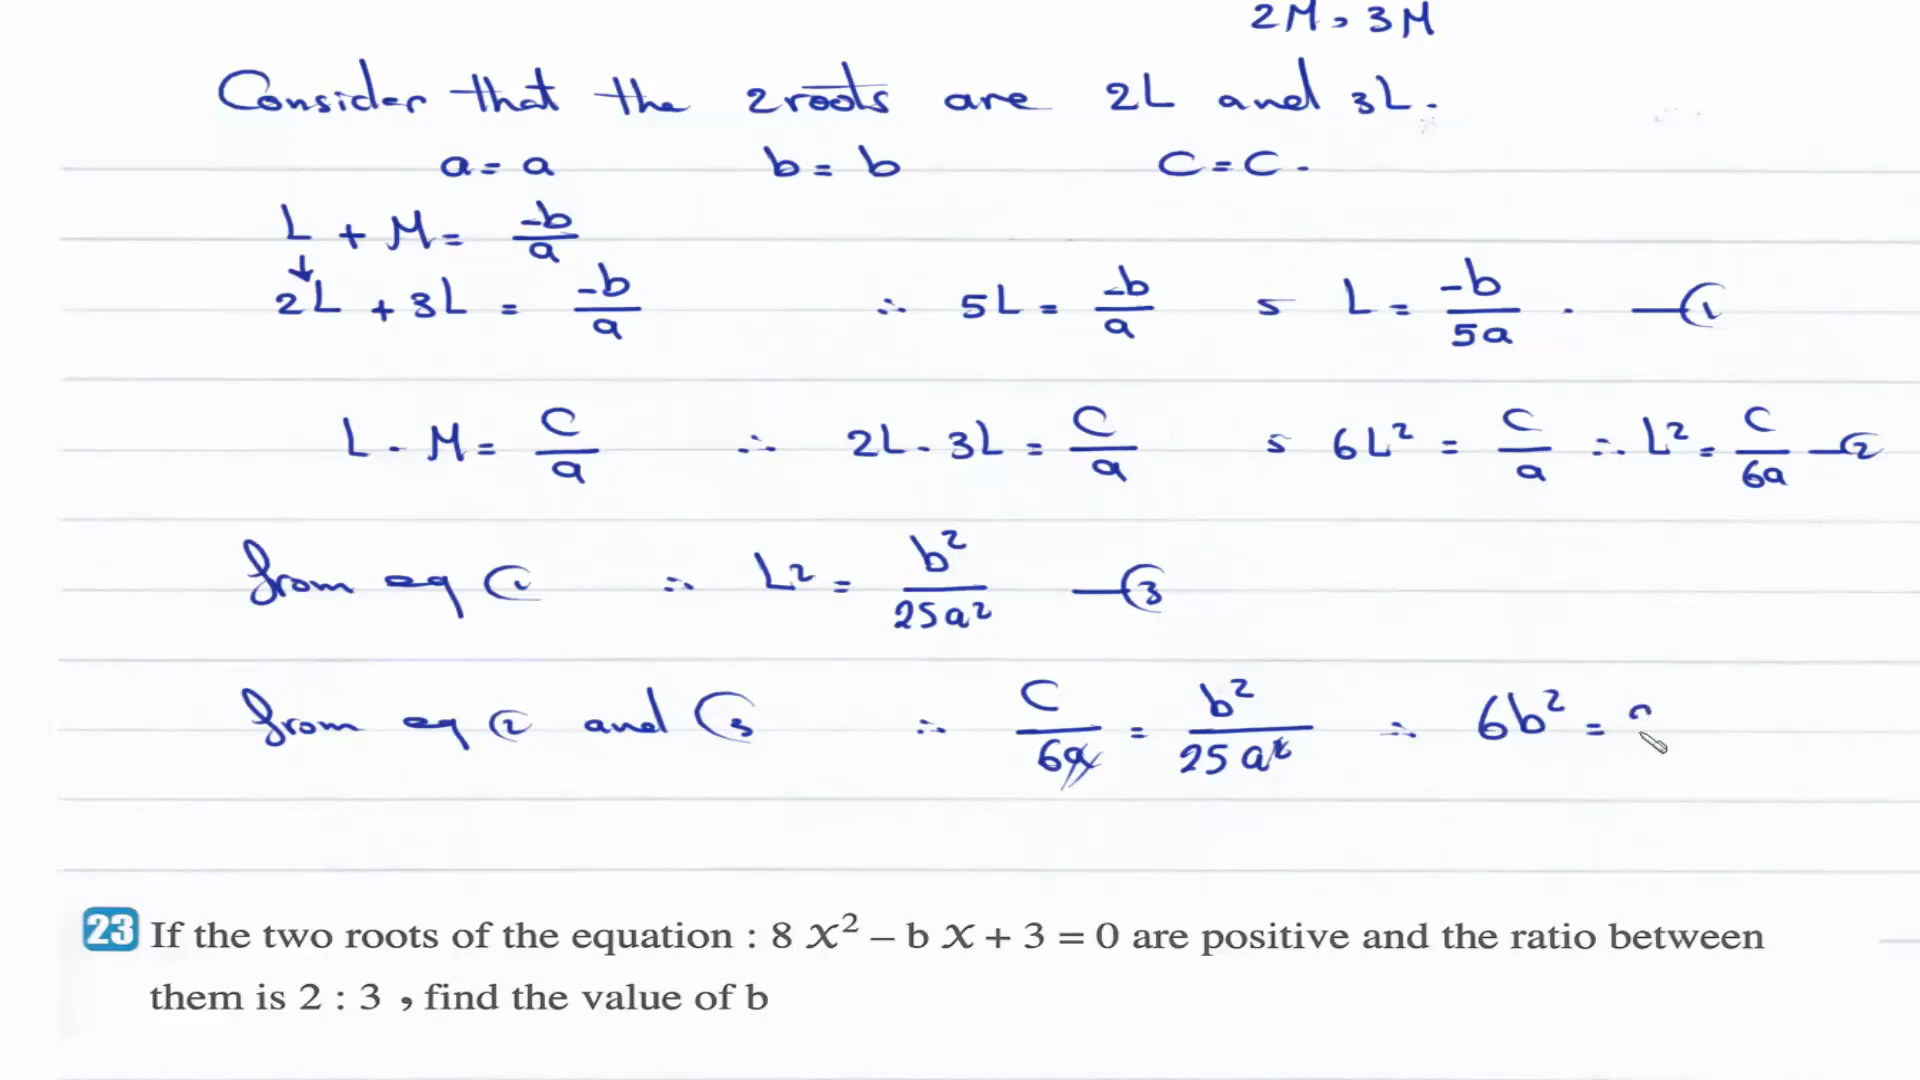 2M , 3M
Consider that the 2 roots are 2L and 3L.
a = a b = b C = C.
L + M = -b/a
2L + 3L = -b/a ∴ 5L = -b/a , L = -b/5a . — ①
L . M = C/a ∴ 2L . 3L = C/a , 6L² = C/a ∴ L² = C/6a — ②
from eq ① ∴ L² = b²/25a² — ③
from eq ② and ③ ∴ C/6a = b²/25a² ∴ 6b² =
23 If the two roots of the equation : 8 x² – b x + 3 = 0 are positive and the ratio between
them is 2 : 3 , find the value of b